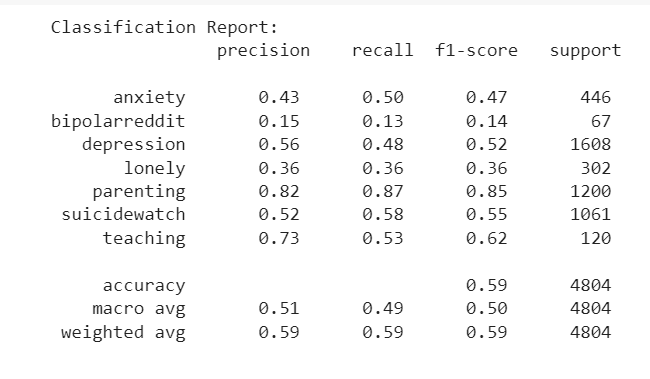 Classification Report:
precision recall f1-score support
anxiety 0.43 0.50 0.47 446
bipolarreddit 0.15 0.13 0.14 67
depression 0.56 0.48 0.52 1608
lonely 0.36 0.36 0.36 302
parenting 0.82 0.87 0.85 1200
suicidewatch 0.52 0.58 0.55 1061
teaching 0.73 0.53 0.62 120
accuracy 0.59 4804
macro avg 0.51 0.49 0.50 4804
weighted avg 0.59 0.59 0.59 4804